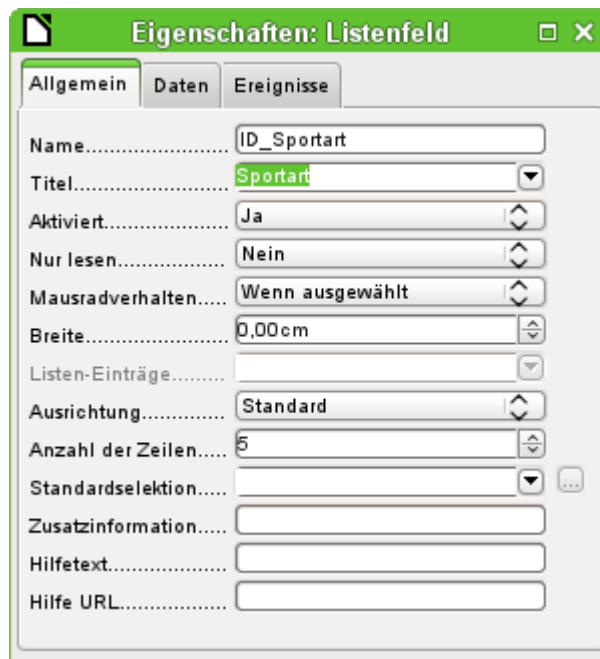 Eigenschaften: Listenfeld
Allgemein Daten Ereignisse
Name....................... ID_Sportart
Titel.......................... Sportart
Aktiviert.................... Ja
Nur lesen.................. Nein
Mausradverhalten..... Wenn ausgewählt
Breite........................ 0,00cm
Listen-Einträge.........
Ausrichtung.............. Standard
Anzahl der Zeilen..... 5
Standardselektion..... ...
Zusatzinformation.....
Hilfetext...................
Hilfe URL..................